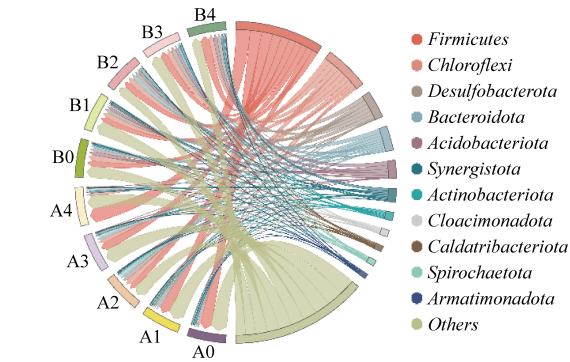 B4
B3
B2
B1
B0
A4
A3
A2
A1
A0
Firmicutes
Chloroflexi
Desulfobacterota
Bacteroidota
Acidobacteriota
Synergistota
Actinobacteriota
Cloacimonadota
Caldatribacteriota
Spirochaetota
Armatimonadota
Others